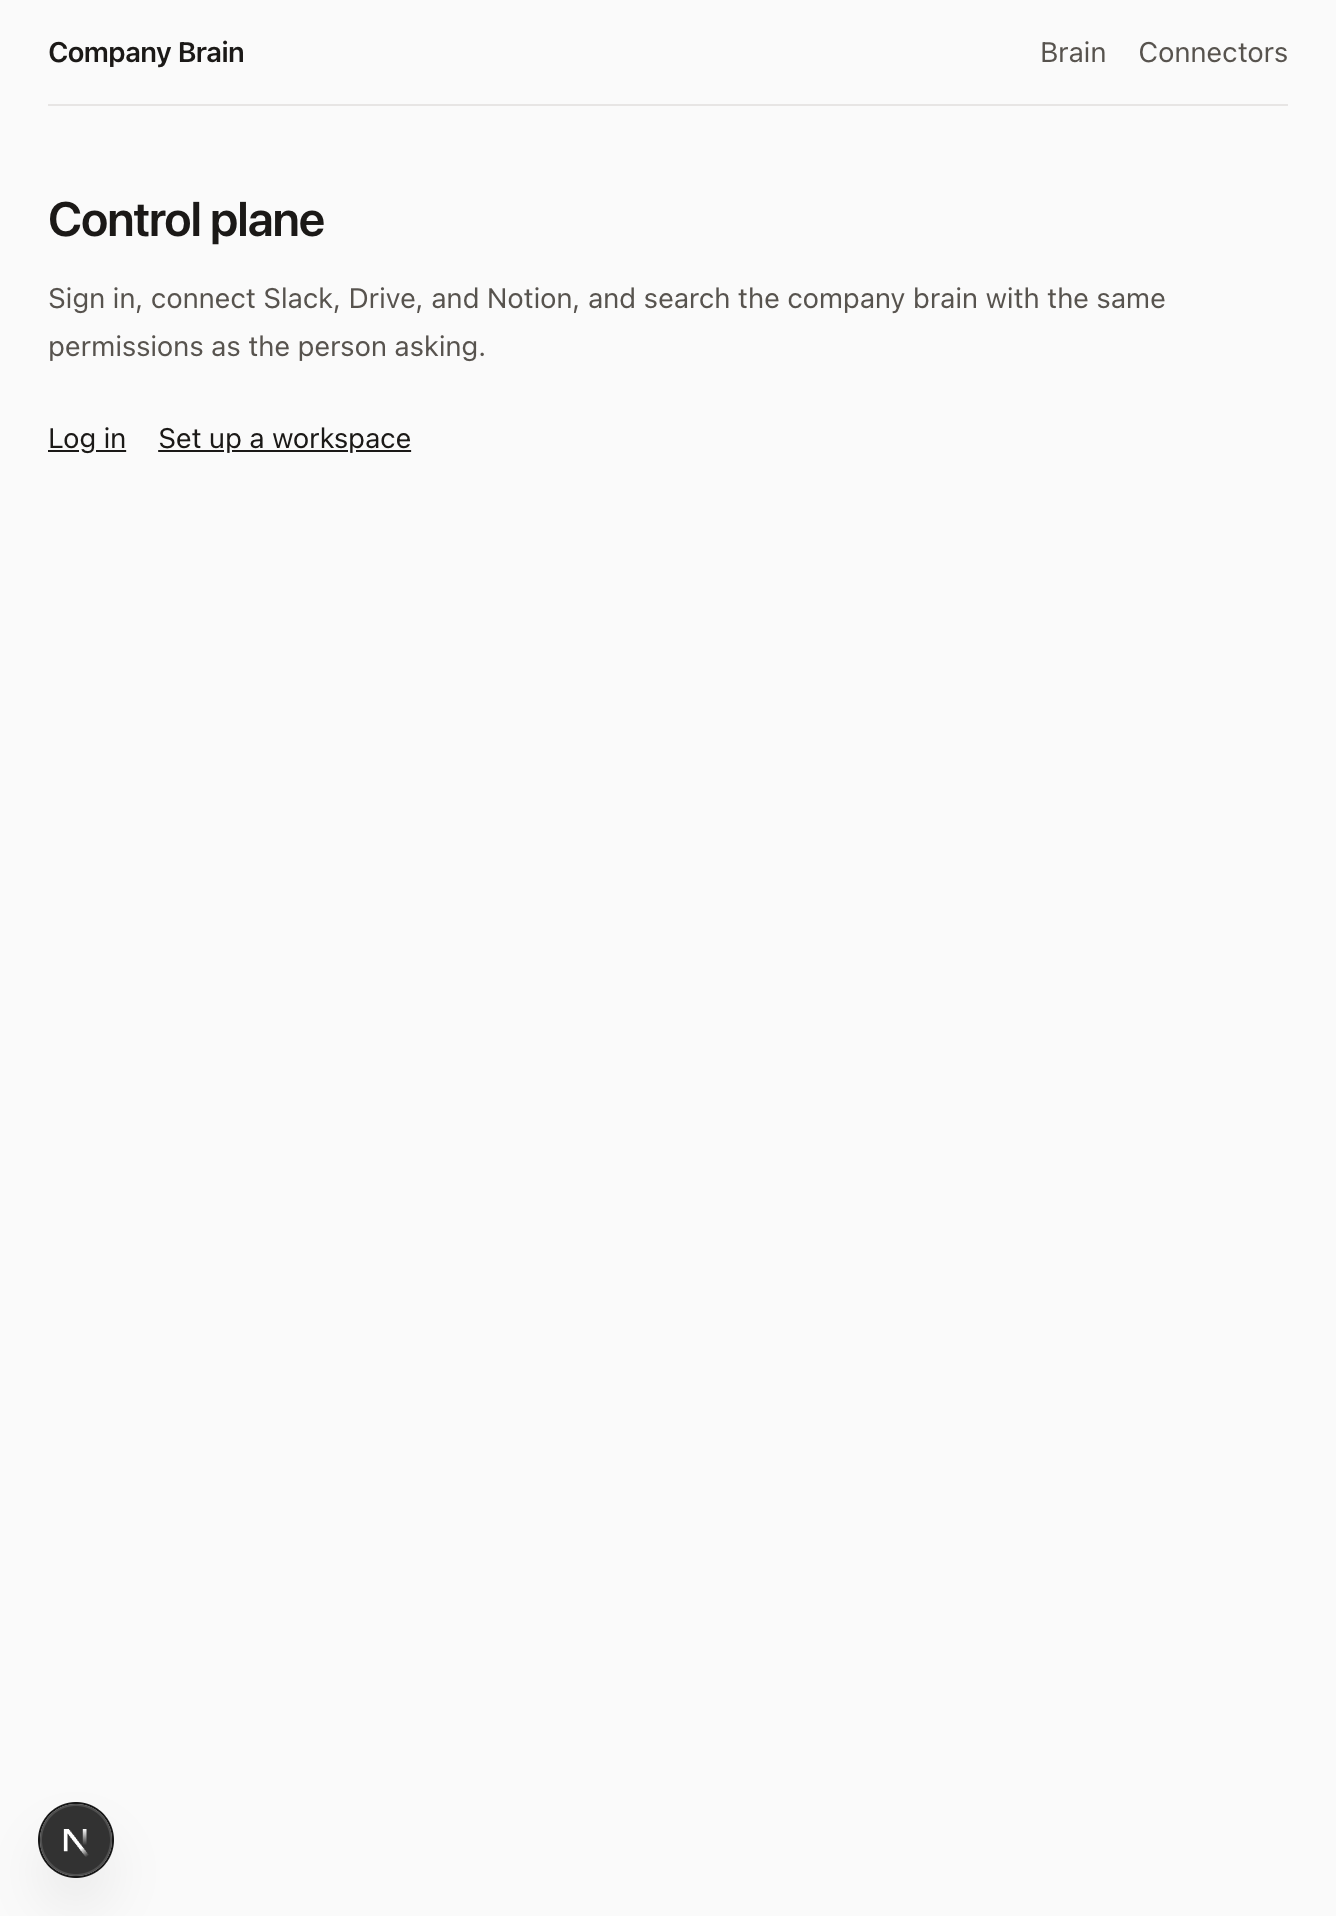 Company Brain
Brain Connectors
Control plane
Sign in, connect Slack, Drive, and Notion, and search the company brain with the same
permissions as the person asking.
Log in Set up a workspace
N